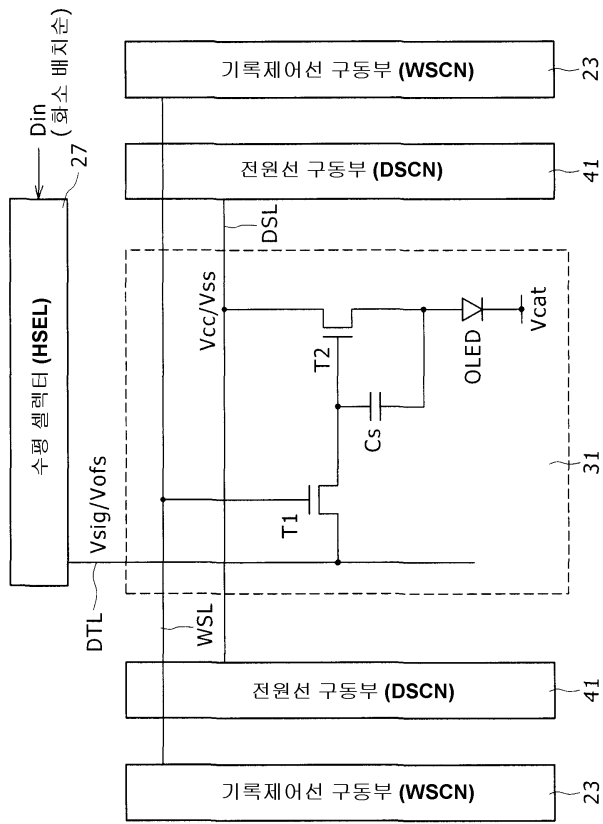 Din
(화소 배치순)
27
수평 셀렉터 (HSEL)
Vsig/Vofs
DTL
WSL
DSL
Vcc/Vss
T1
T2
Cs
OLED
Vcat
31
기록제어선 구동부 (WSCN)
23
전원선 구동부 (DSCN)
41
전원선 구동부 (DSCN)
41
기록제어선 구동부 (WSCN)
23